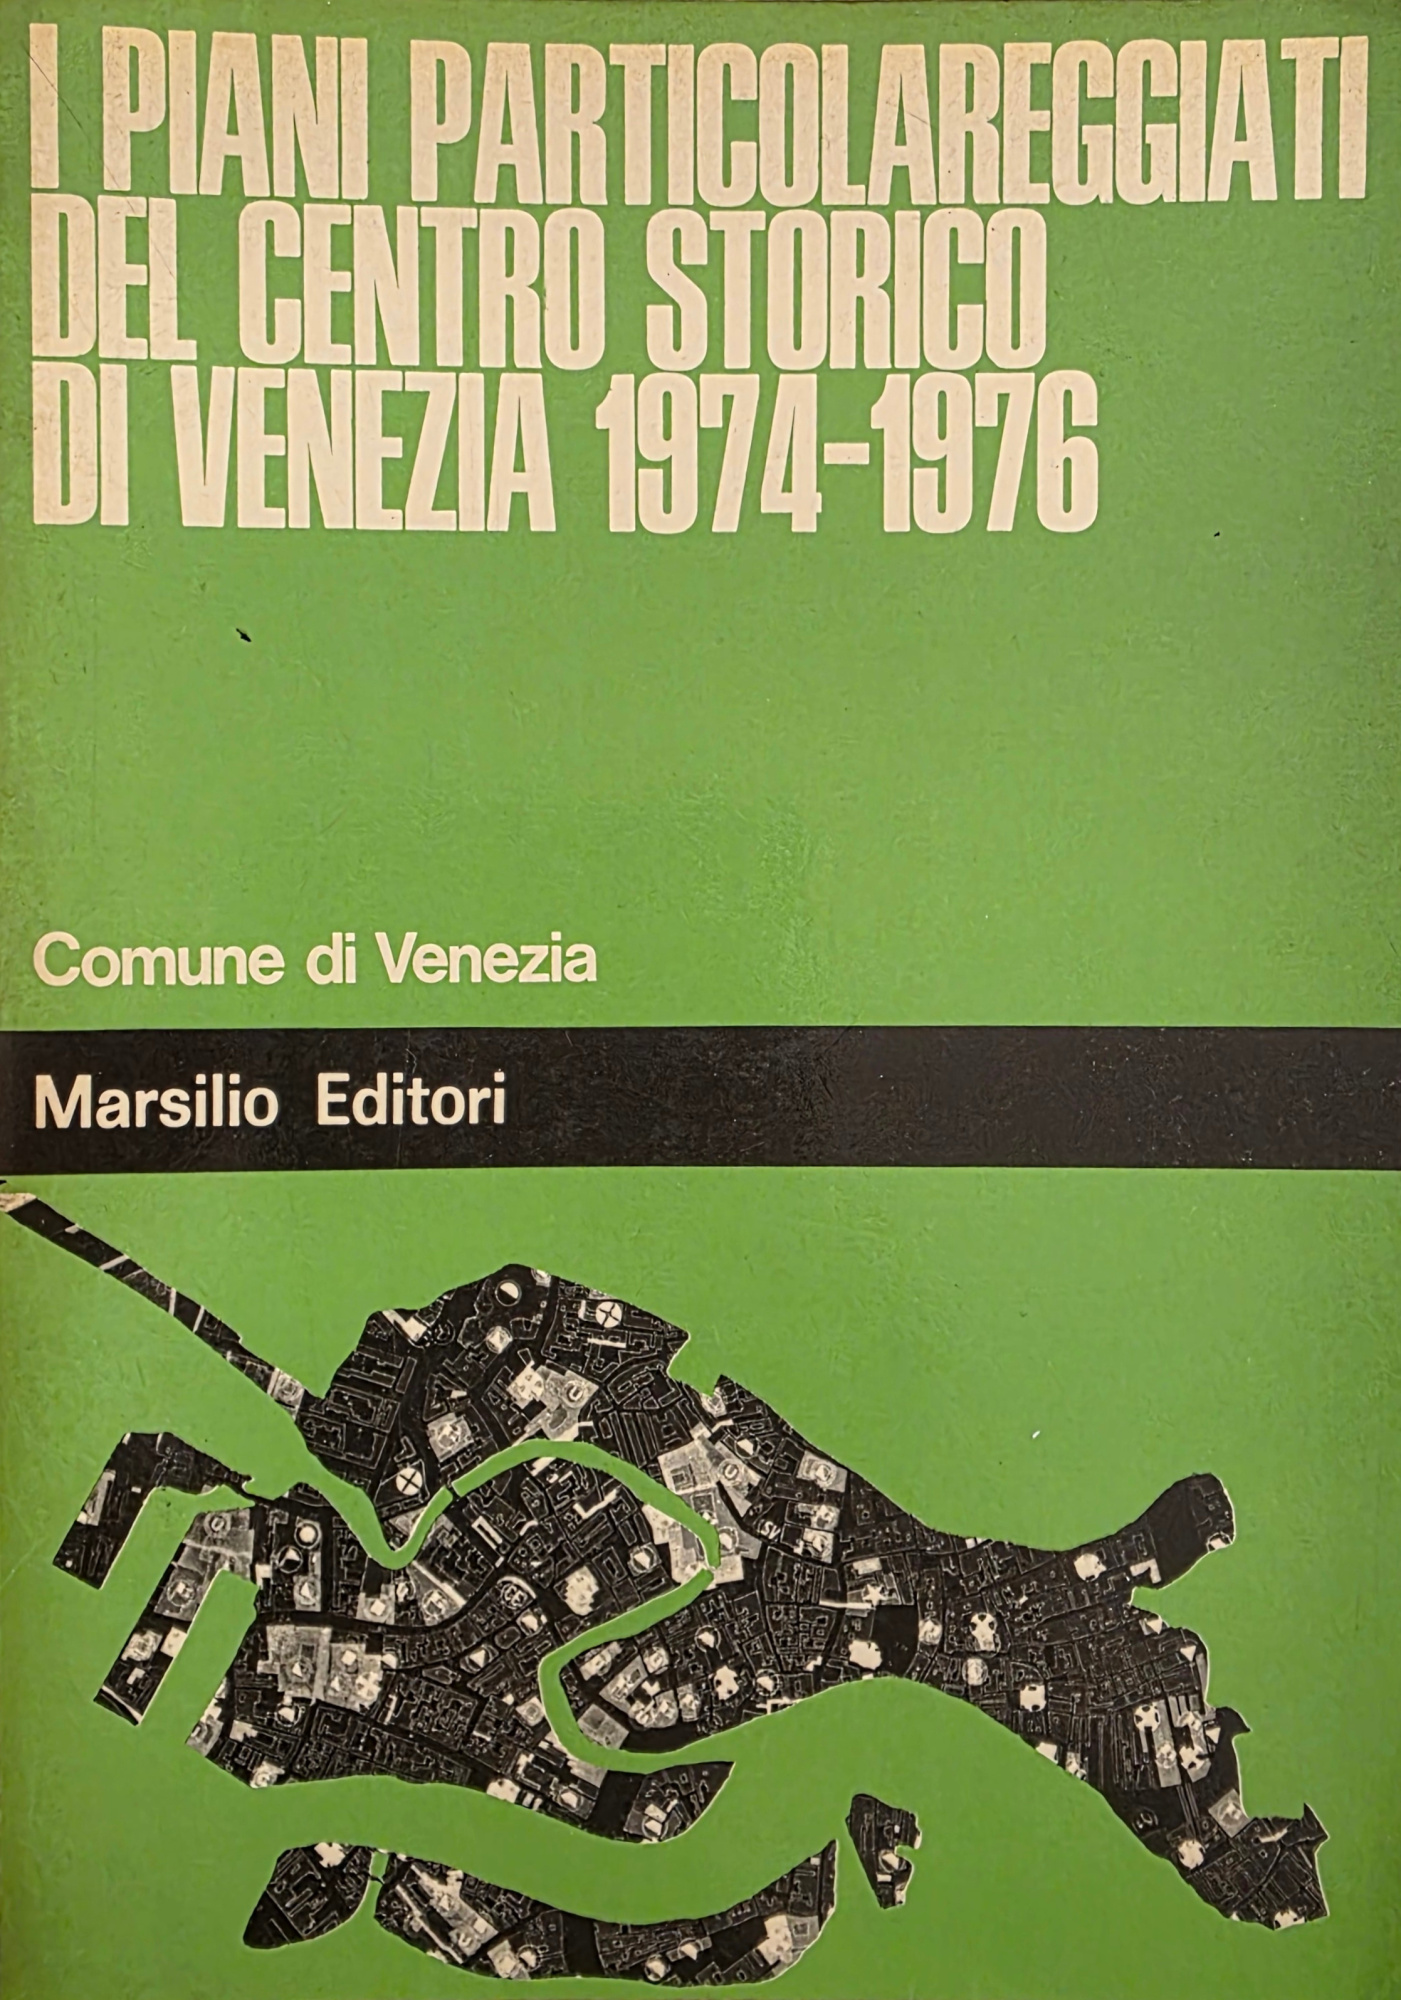 I PIANI PARTICOLAREGGIATI
DEL CENTRO STORICO
DI VENEZIA 1974-1976
Comune di Venezia
Marsilio Editori